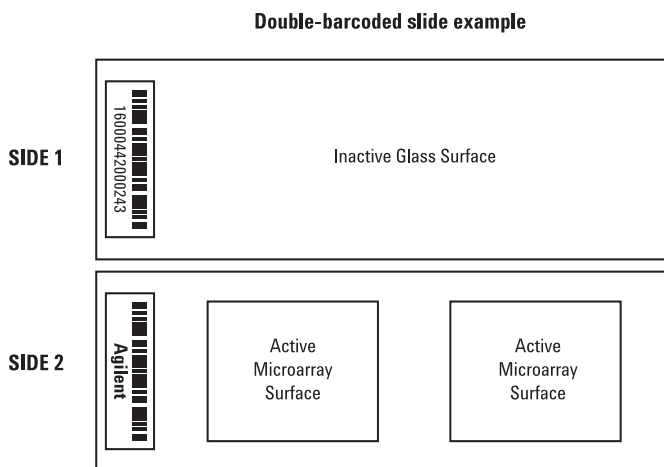 Double-barcoded slide example
SIDE 1
16000442000243
Inactive Glass Surface
SIDE 2
Agilent
Active
Microarray
Surface
Active
Microarray
Surface